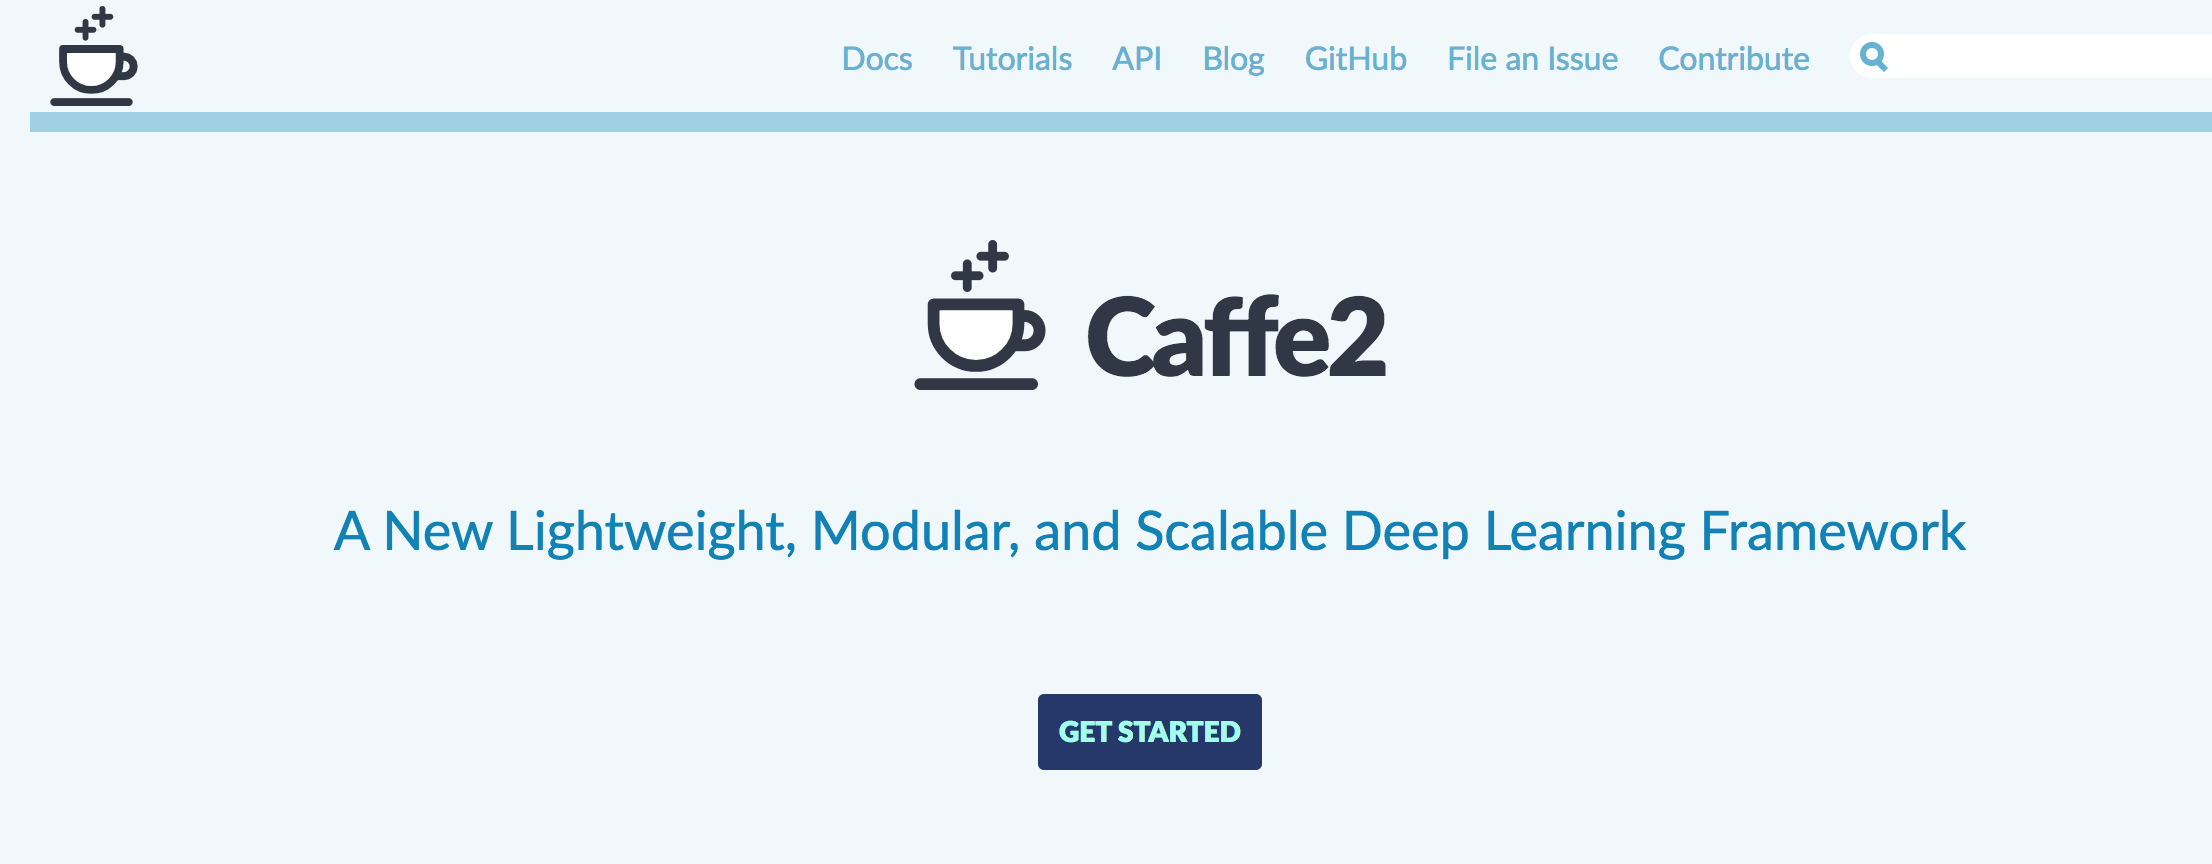 Docs Tutorials API Blog GitHub File an Issue Contribute
Caffe2
A New Lightweight, Modular, and Scalable Deep Learning Framework
GET STARTED